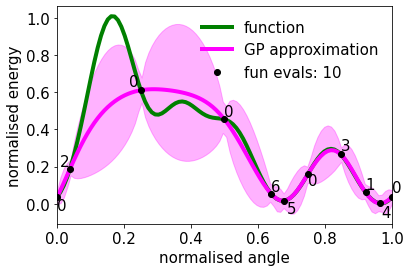 function
GP approximation
fun evals: 10
normalised energy
1.0
0.8
0.6
0.4
0.2
0.0
0
2
0
0
6
5
0
3
1
4
0
0.0 0.2 0.4 0.6 0.8 1.0
normalised angle